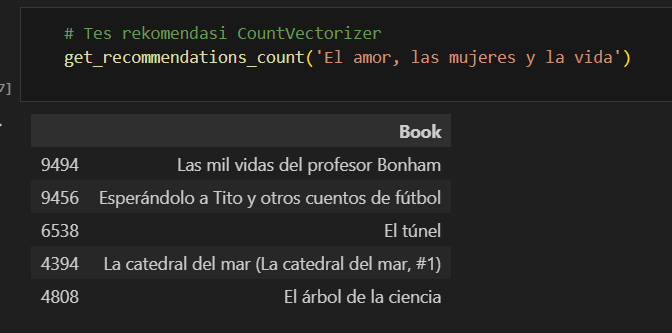 # Tes rekomendasi CountVectorizer
get_recommendations_count('El amor, las mujeres y la vida')
7]
Book
9494 Las mil vidas del profesor Bonham
9456 Esperándolo a Tito y otros cuentos de fútbol
6538 El túnel
4394 La catedral del mar (La catedral del mar, #1)
4808 El árbol de la ciencia